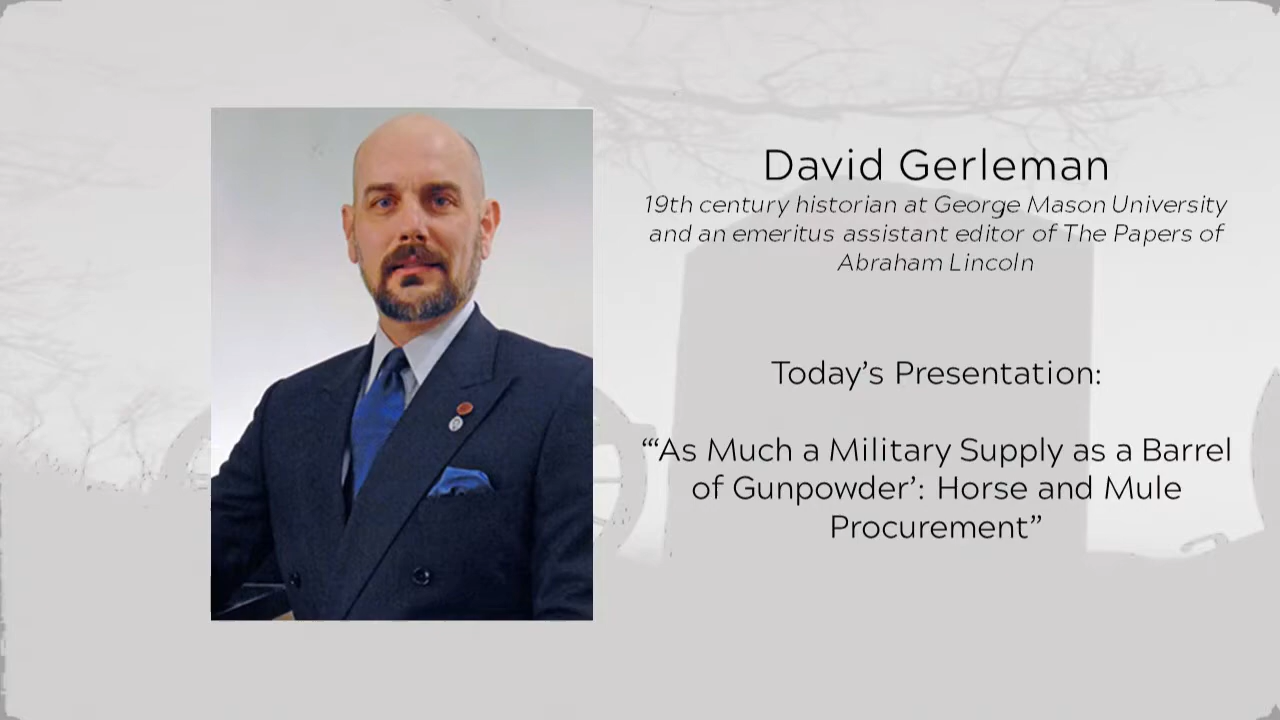 David Gerleman
19th century historian at George Mason University
and an emeritus assistant editor of The Papers of
Abraham Lincoln
Today’s Presentation:
“‘As Much a Military Supply as a Barrel
of Gunpowder’: Horse and Mule
Procurement”